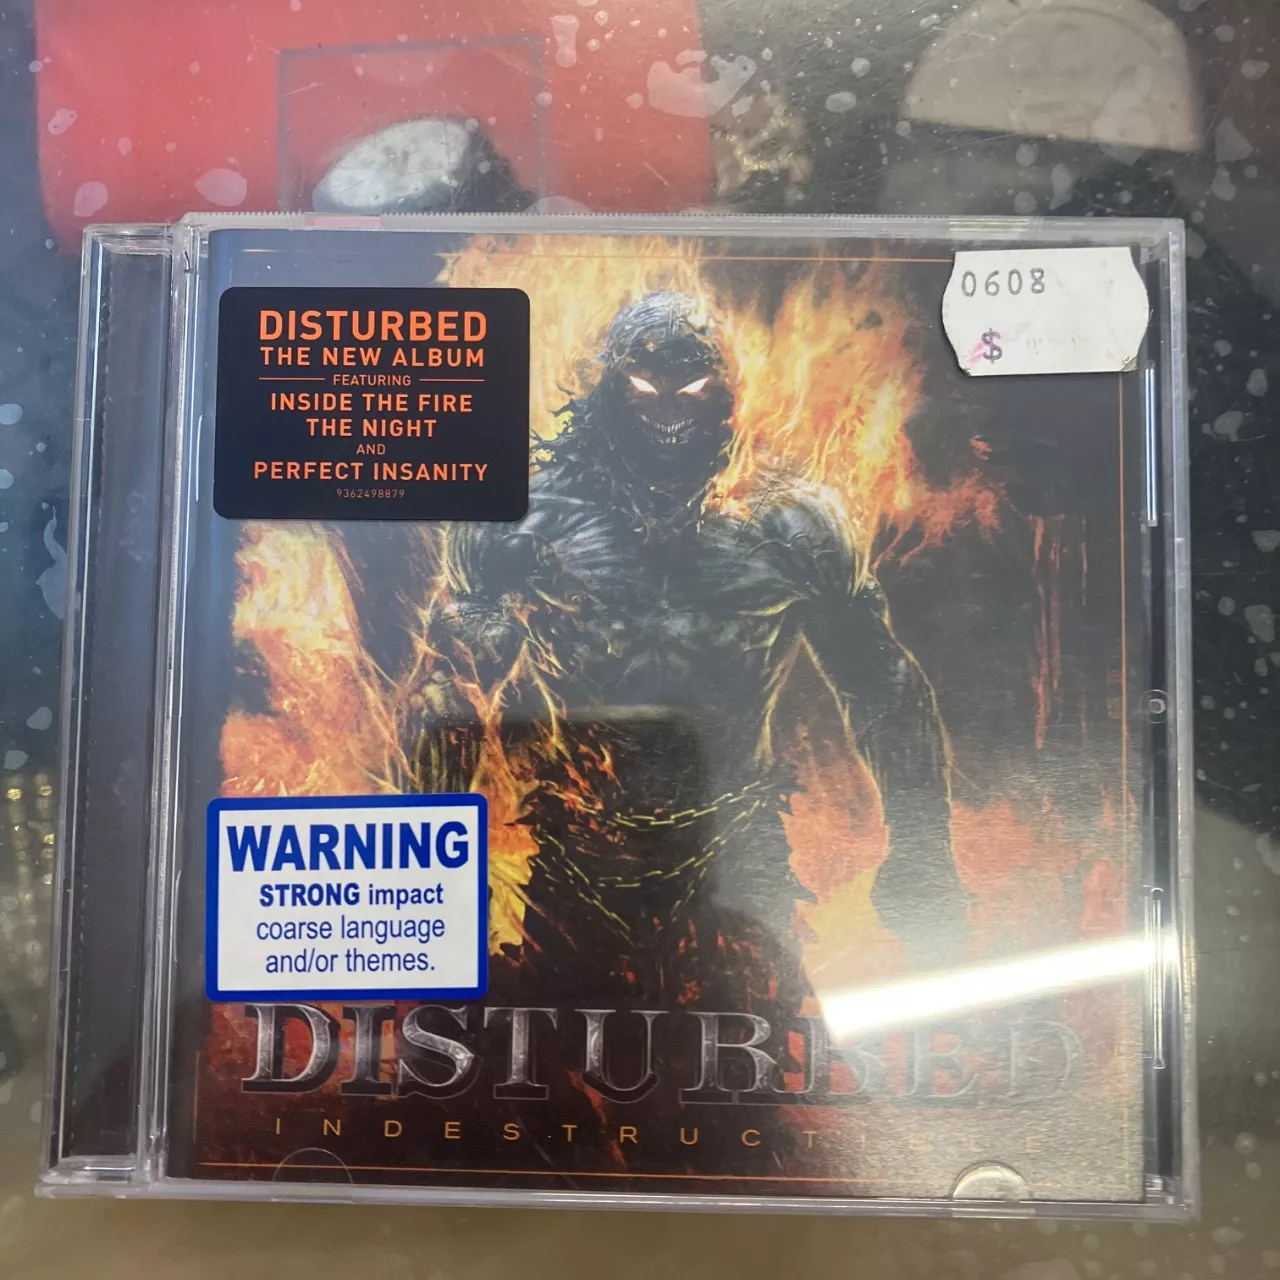 0608
$
DISTURBED
THE NEW ALBUM
FEATURING
INSIDE THE FIRE
THE NIGHT
AND
PERFECT INSANITY
9362498879
WARNING
STRONG impact
coarse language
and/or themes.
DISTURBED
INDESTRUCTIBLE